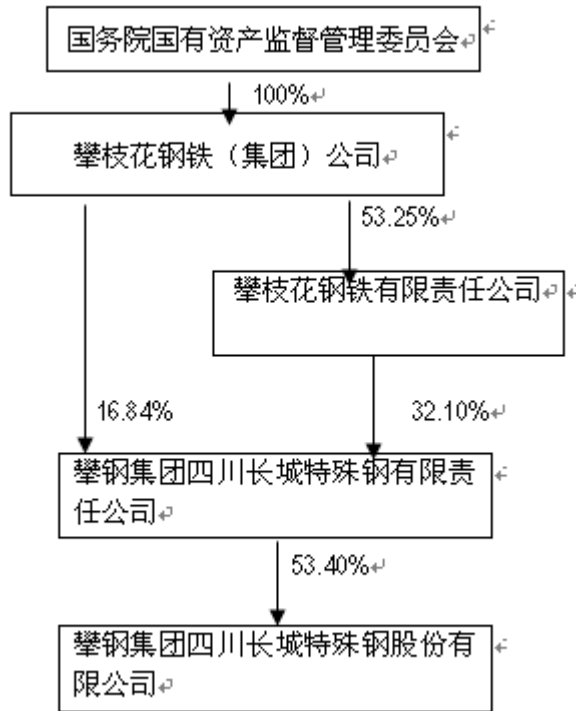 国务院国有资产监督管理委员会
100%
攀枝花钢铁（集团）公司
53.25%
攀枝花钢铁有限责任公司
16.84%
32.10%
攀钢集团四川长城特殊钢有限责
任公司
53.40%
攀钢集团四川长城特殊钢股份有
限公司